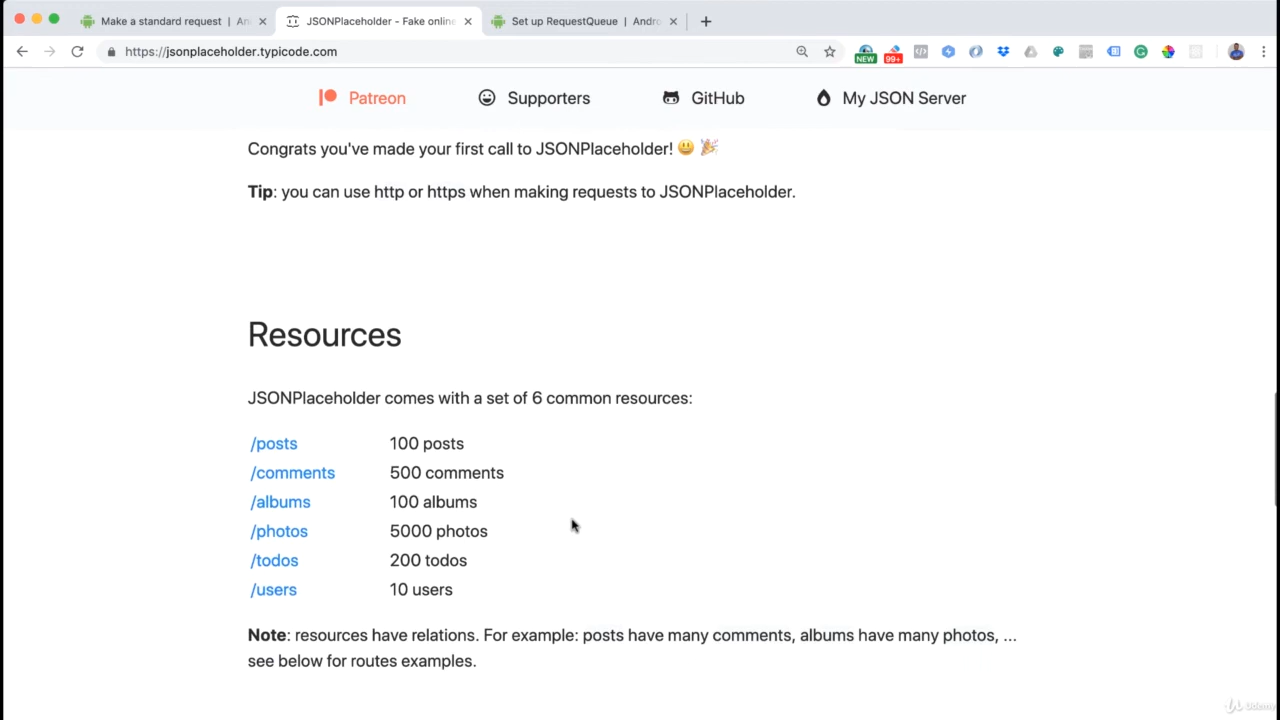 Make a standard request | An
JSONPlaceholder - Fake online
Set up RequestQueue | Andro
https://jsonplaceholder.typicode.com
NEW
99+
Patreon
Supporters
GitHub
My JSON Server
Congrats you've made your first call to JSONPlaceholder! 😃 🎉
Tip: you can use http or https when making requests to JSONPlaceholder.
Resources
JSONPlaceholder comes with a set of 6 common resources:
/posts 100 posts
/comments 500 comments
/albums 100 albums
/photos 5000 photos
/todos 200 todos
/users 10 users
Note: resources have relations. For example: posts have many comments, albums have many photos, ...
see below for routes examples.
Udemy